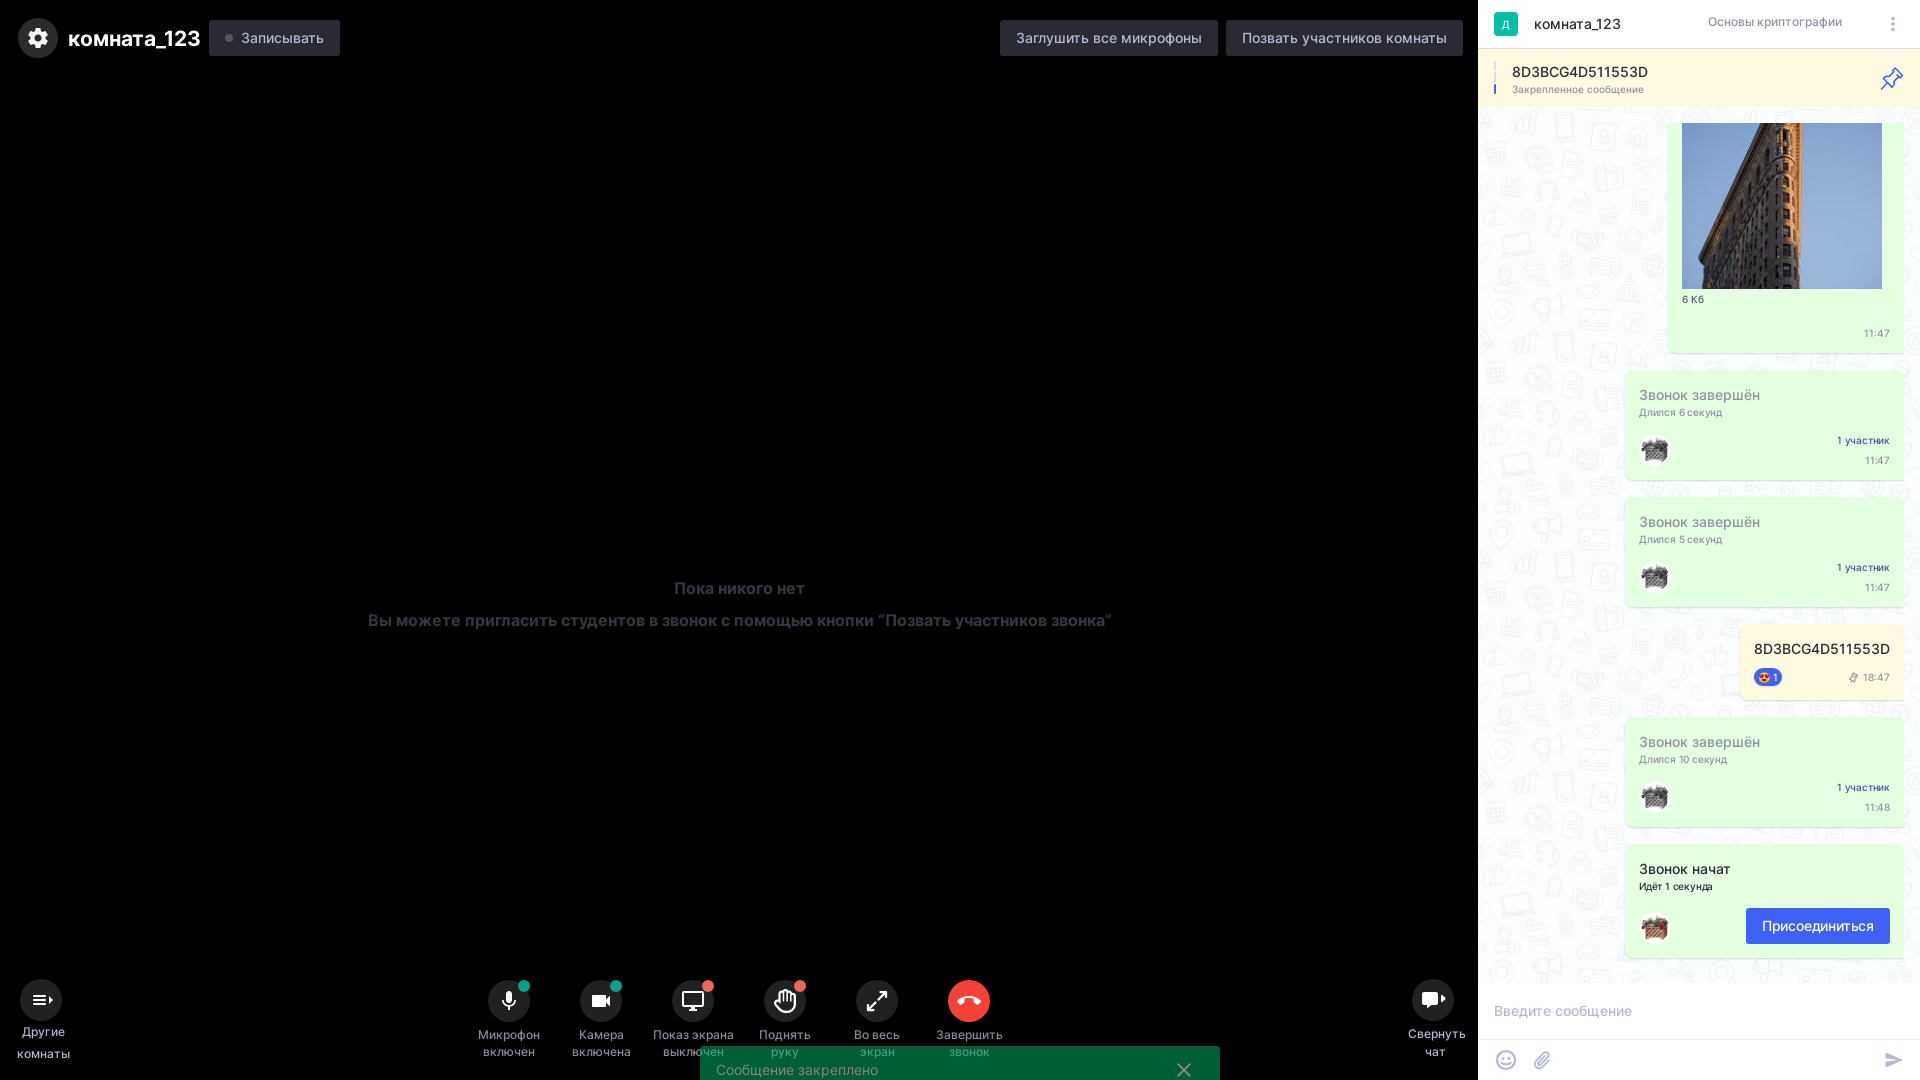 комната_123
Записывать
Заглушить все микрофоны
Позвать участников комнаты
Пока никого нет
Вы можете пригласить студентов в звонок с помощью кнопки “Позвать участников звонка”
Другие
комнаты
Микрофон
включен
Камера
включена
Показ экрана
выключен
Поднять
руку
Во весь
экран
Завершить
звонок
Свернуть
чат
Сообщение закреплено
Д
комната_123
Основы криптографии
8D3BCG4D511553D
Закрепленное сообщение
6 Кб
11:47
Звонок завершён
Длился 6 секунд
1 участник
11:47
Звонок завершён
Длился 5 секунд
1 участник
11:47
8D3BCG4D511553D
1
18:47
Звонок завершён
Длился 10 секунд
1 участник
11:48
Звонок начат
Идёт 1 секунда
Присоединиться
Введите сообщение